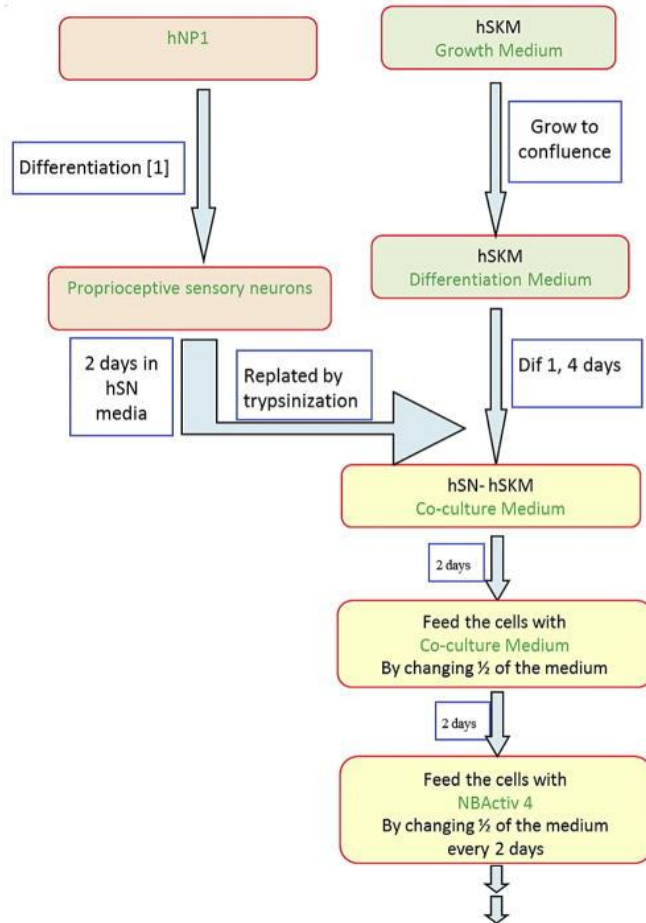 hNP1
hSKM
Growth Medium
Differentiation [1]
Grow to
confluence
Proprioceptive sensory neurons
hSKM
Differentiation Medium
2 days in
hSN
media
Replated by
trypsinization
Dif 1, 4 days
hSN- hSKM
Co-culture Medium
2 days
Feed the cells with
Co-culture Medium
By changing ½ of the medium
2 days
Feed the cells with
NBActiv 4
By changing ½ of the medium
every 2 days